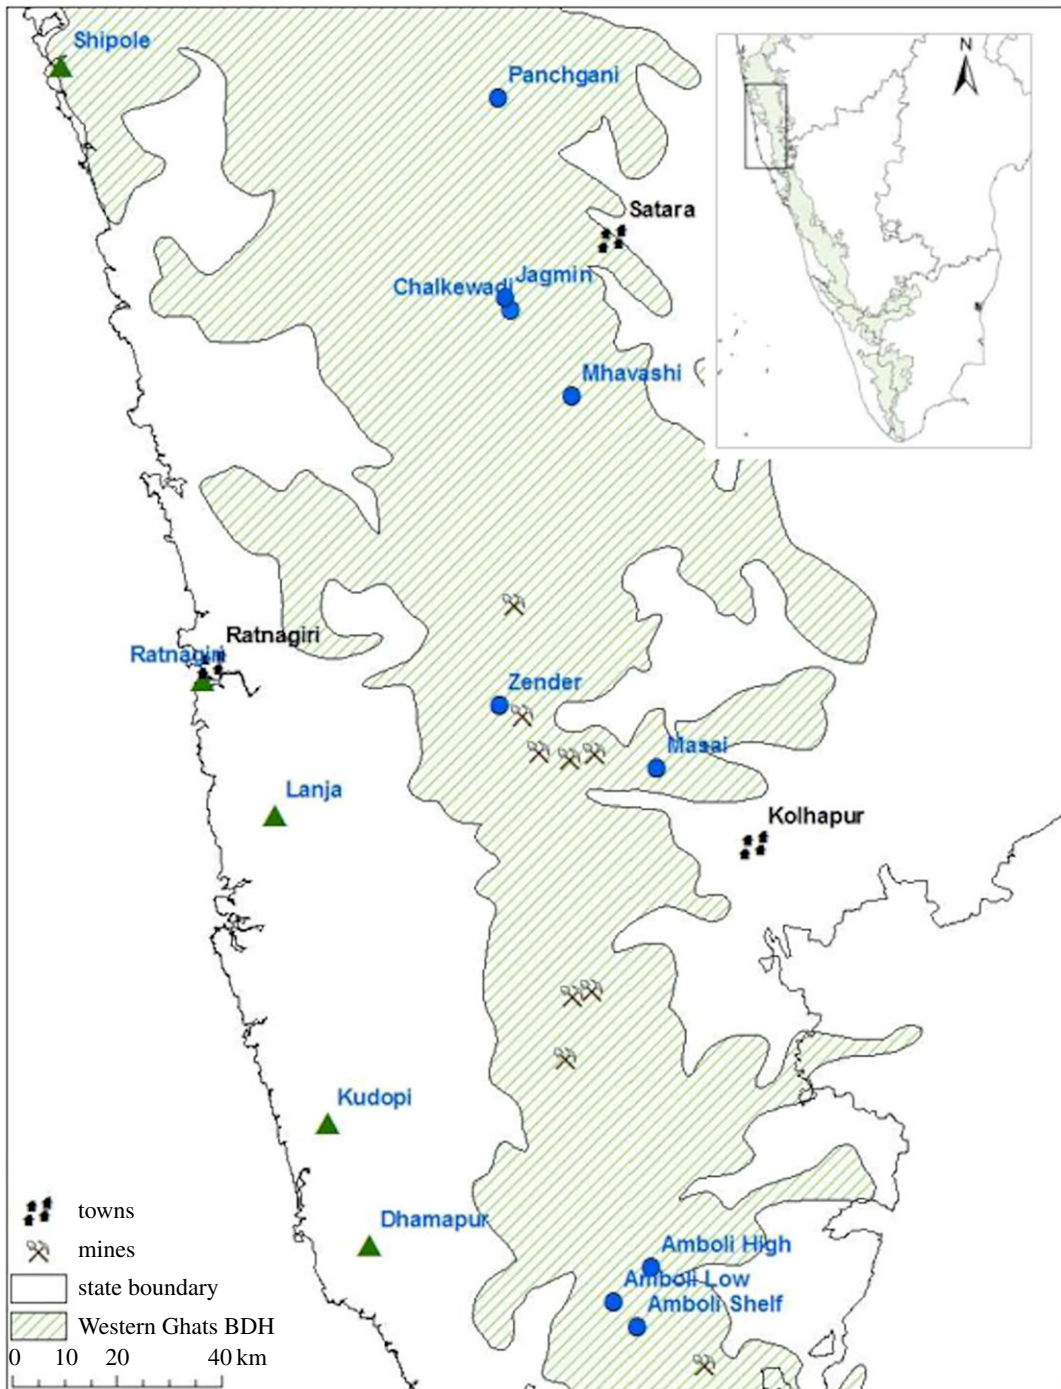 Shipole
Panchgani
N
Satara
Jagmin
Chalkewadi
Mhavashi
Ratnagiri
Ratnagiri
Zender
Masai
Lanja
Kolhapur
Kudopi
Dhamapur
Amboli High
Amboli Low
Amboli Shelf
towns
mines
state boundary
Western Ghats BDH
0 10 20 40 km